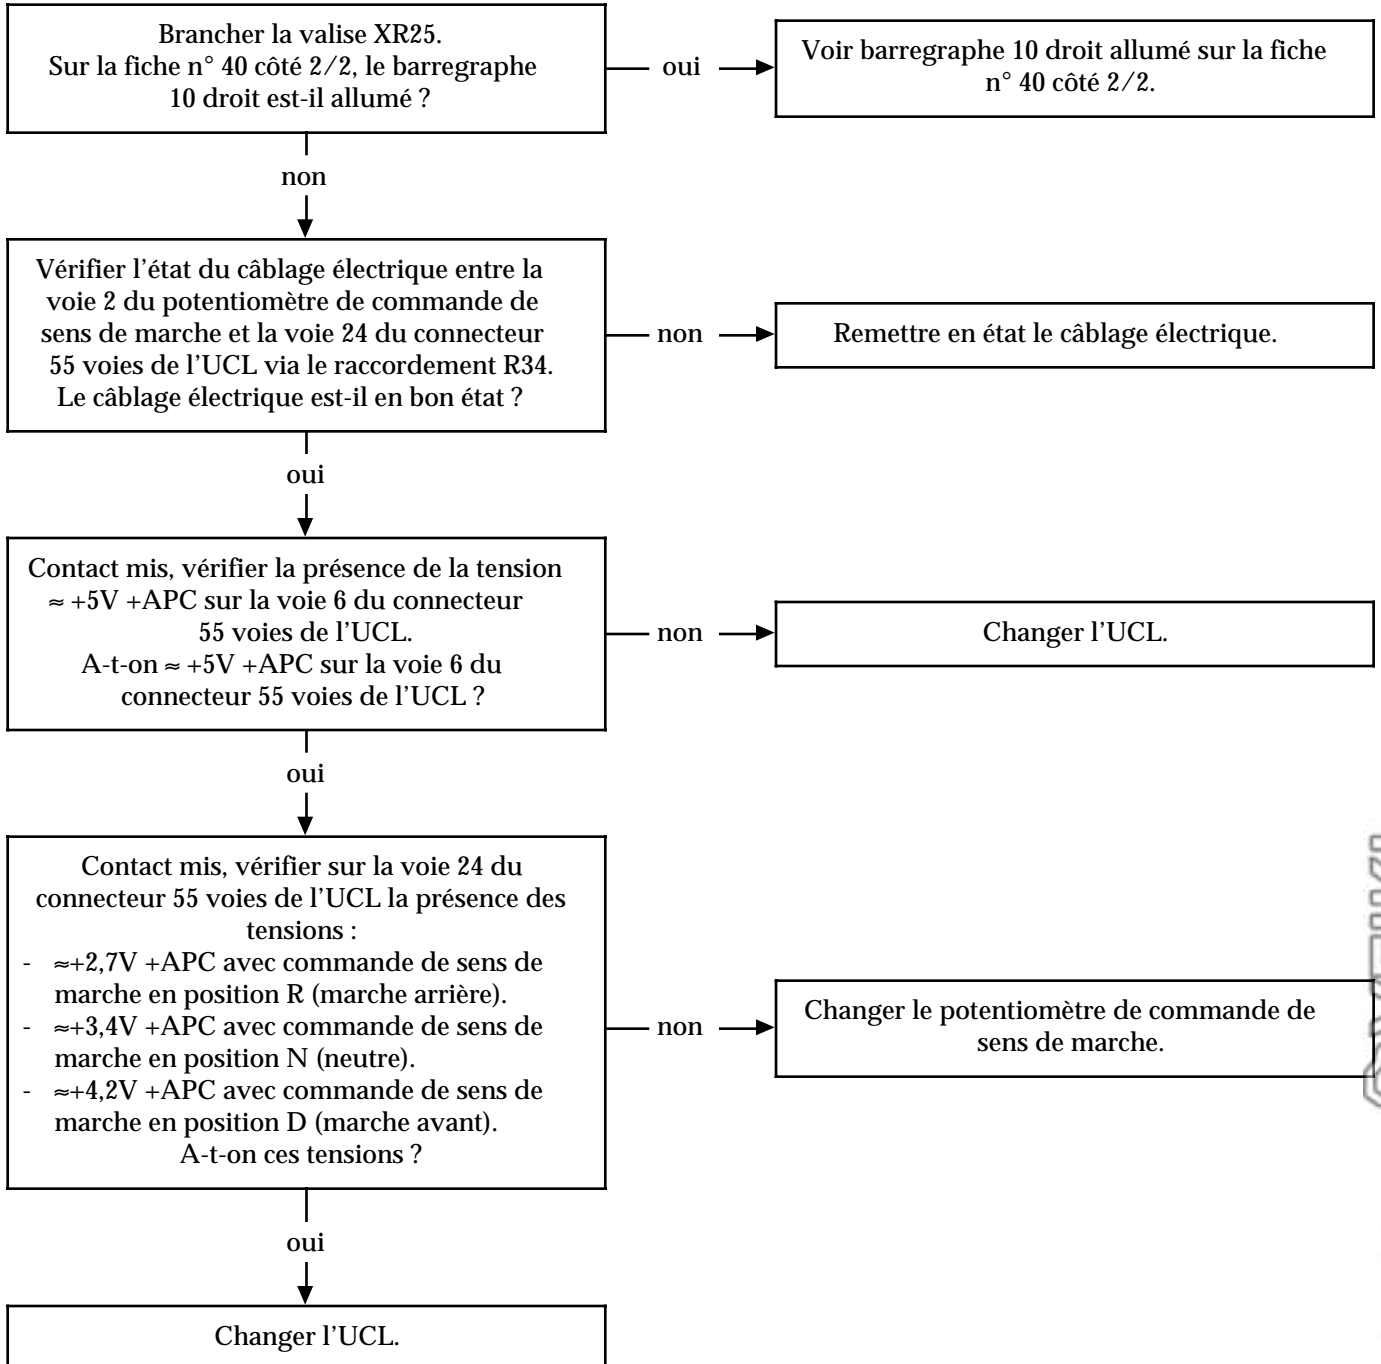 Brancher la valise XR25.
Sur la fiche n° 40 côté 2/2, le barregraphe
10 droit est-il allumé ?
oui
Voir barregraphe 10 droit allumé sur la fiche
n° 40 côté 2/2.
non
Vérifier l'état du câblage électrique entre la
voie 2 du potentiomètre de commande de
sens de marche et la voie 24 du connecteur
55 voies de l'UCL via le raccordement R34.
Le câblage électrique est-il en bon état ?
non
Remettre en état le câblage électrique.
oui
Contact mis, vérifier la présence de la tension
≈ +5V +APC sur la voie 6 du connecteur
55 voies de l'UCL.
A-t-on ≈ +5V +APC sur la voie 6 du
connecteur 55 voies de l'UCL ?
non
Changer l'UCL.
oui
Contact mis, vérifier sur la voie 24 du
connecteur 55 voies de l'UCL la présence des
tensions :
- ≈+2,7V +APC avec commande de sens de
marche en position R (marche arrière).
- ≈+3,4V +APC avec commande de sens de
marche en position N (neutre).
- ≈+4,2V +APC avec commande de sens de
marche en position D (marche avant).
A-t-on ces tensions ?
non
Changer le potentiomètre de commande de
sens de marche.
oui
Changer l'UCL.